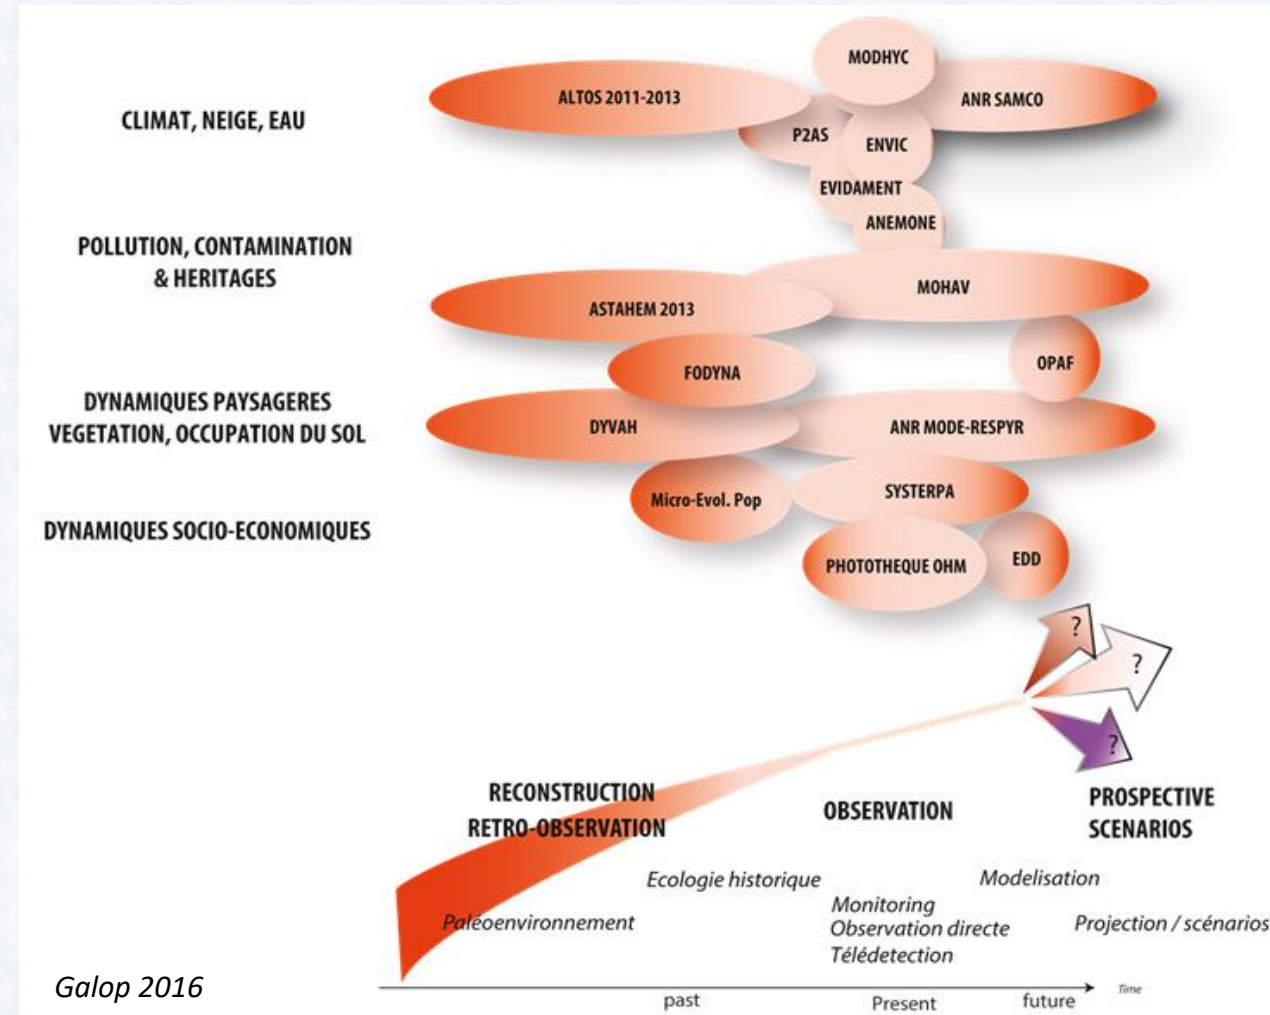 MODHYC
ALTOS 2011-2013
ANR SAMCO
CLIMAT, NEIGE, EAU
P2AS
ENVIC
EVIDAMENT
ANEMONE
POLLUTION, CONTAMINATION
& HERITAGES
MOHAV
ASTAHEM 2013
FODYNA
OPAF
DYNAMIQUES PAYSAGERES
VEGETATION, OCCUPATION DU SOL
DYVAH
ANR MODE-RESPYR
Micro-Evol. Pop
SYSTERPA
DYNAMIQUES SOCIO-ECONOMIQUES
PHOTOTHEQUE OHM
EDD
?
?
?
RECONSTRUCTION
RETRO-OBSERVATION
OBSERVATION
PROSPECTIVE
SCENARIOS
Ecologie historique
Modelisation
Paléoenvironnement
Monitoring
Observation directe
Télédetection
Projection / scénarios
Galop 2016
Time
past
Present
future